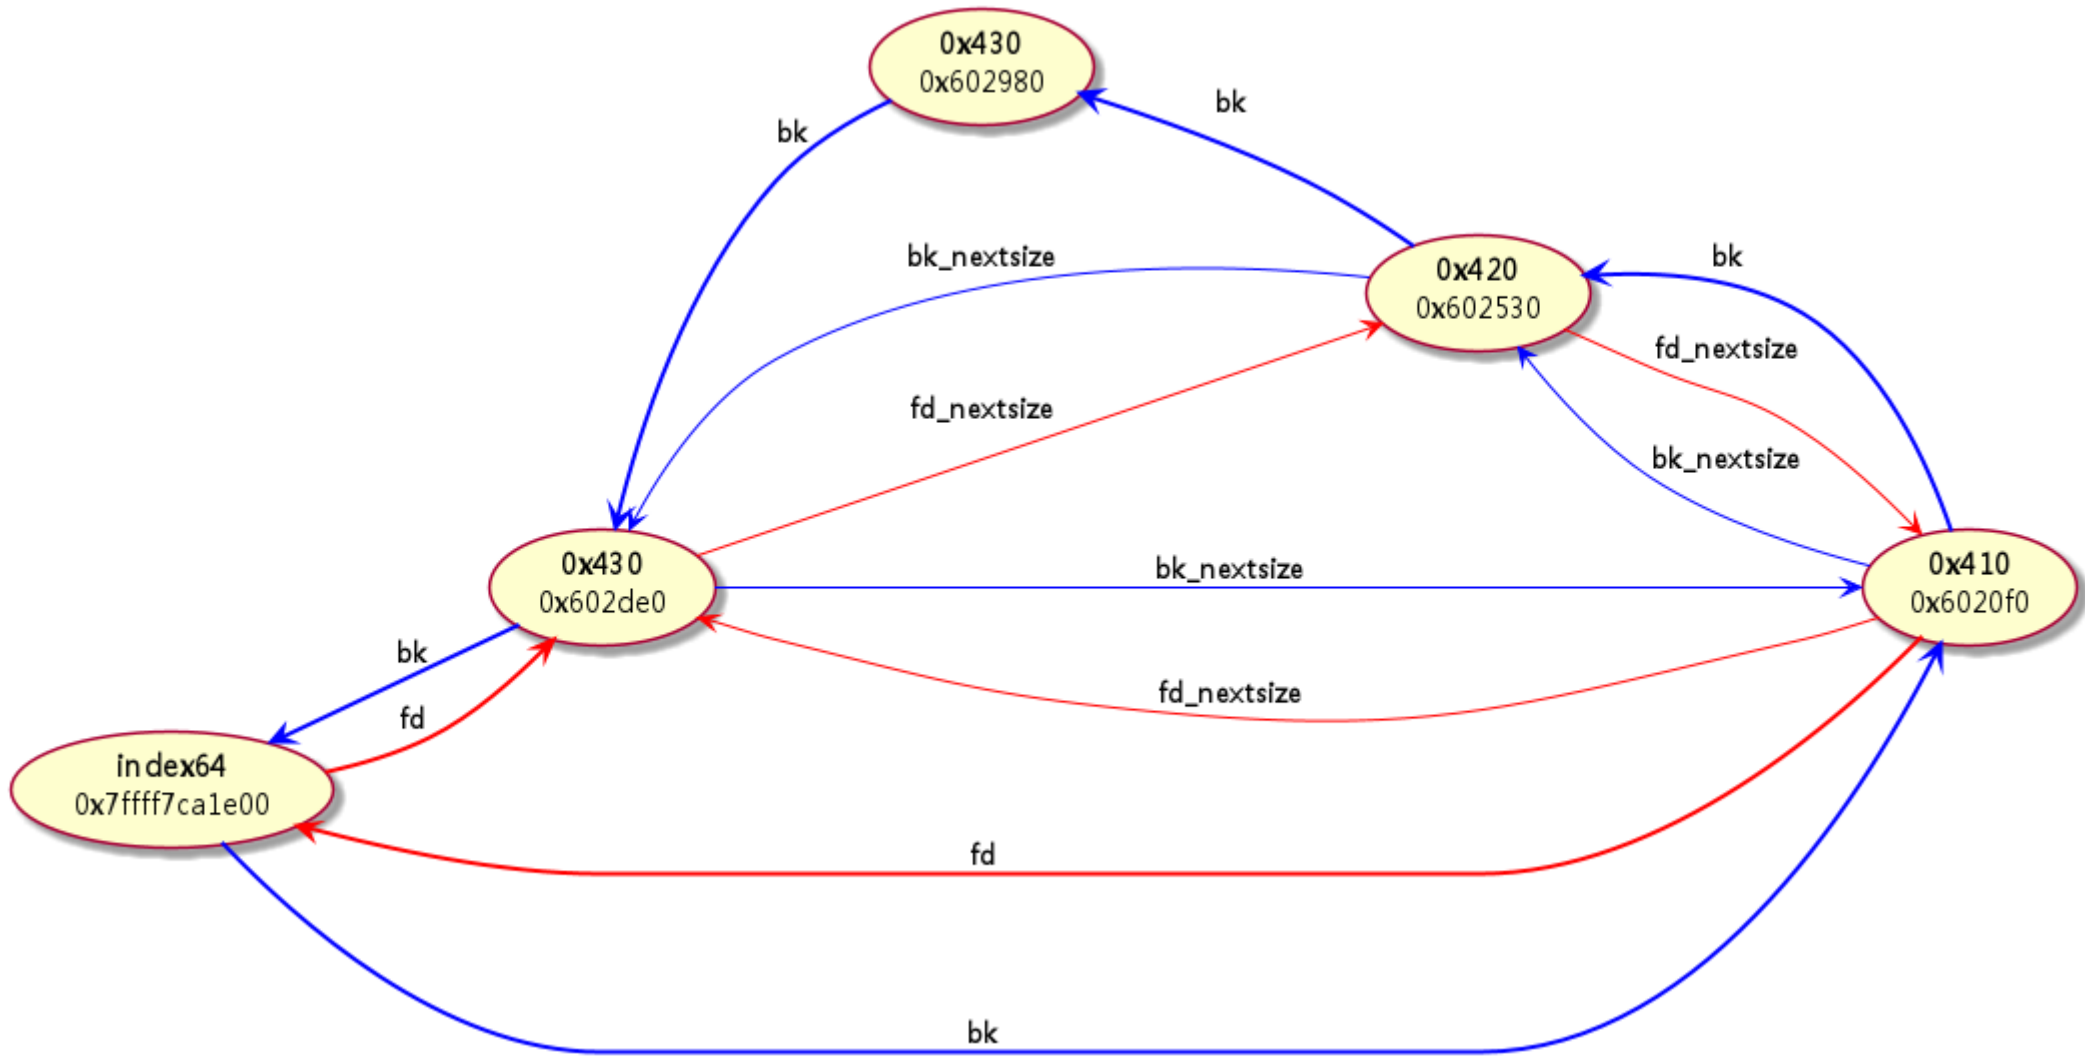 0x430
0x602980
bk
bk
bk_nextsize
0x420
0x602530
bk
fd_nextsize
fd_nextsize
bk_nextsize
0x430
0x602de0
bk_nextsize
0x410
0x6020f0
bk
fd_nextsize
fd
index64
0x7ffff7ca1e00
fd
bk